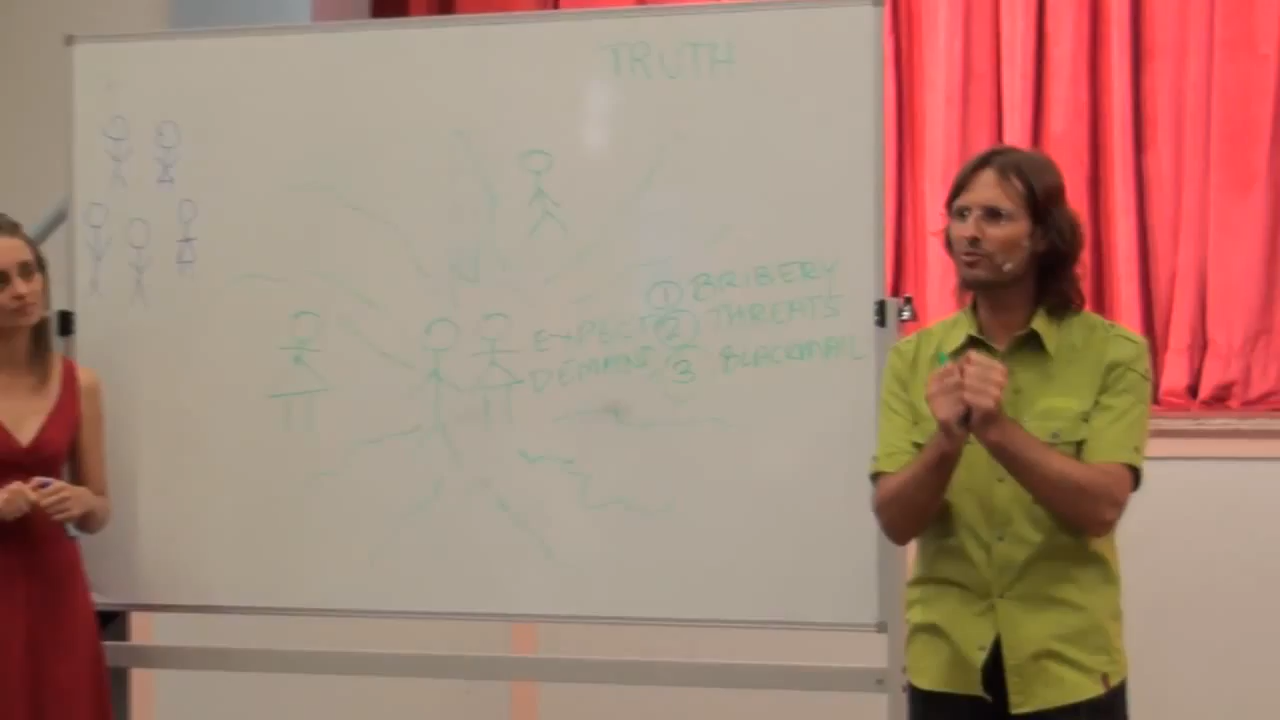 TRUTH
① BRIBERY
EXPECT ② THREATS
DEMAND ③ BLACKMAIL